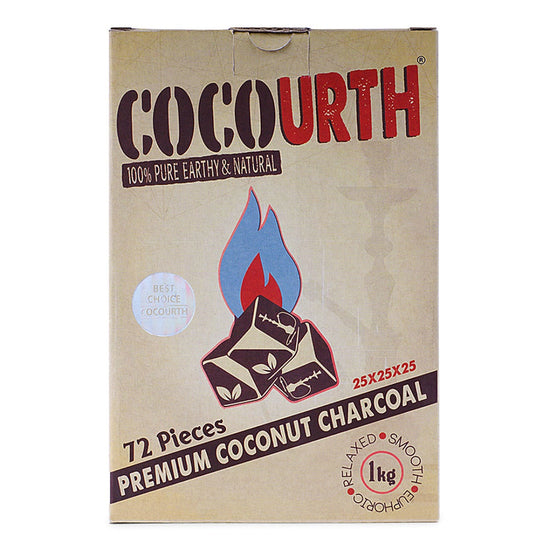 COCOURTH®
100% PURE EARTHY & NATURAL
BEST
CHOICE
COCOURTH
25X25X25
72 Pieces
PREMIUM COCONUT CHARCOAL
RELAXED • SMOOTH • EUPHORIC •
1kg